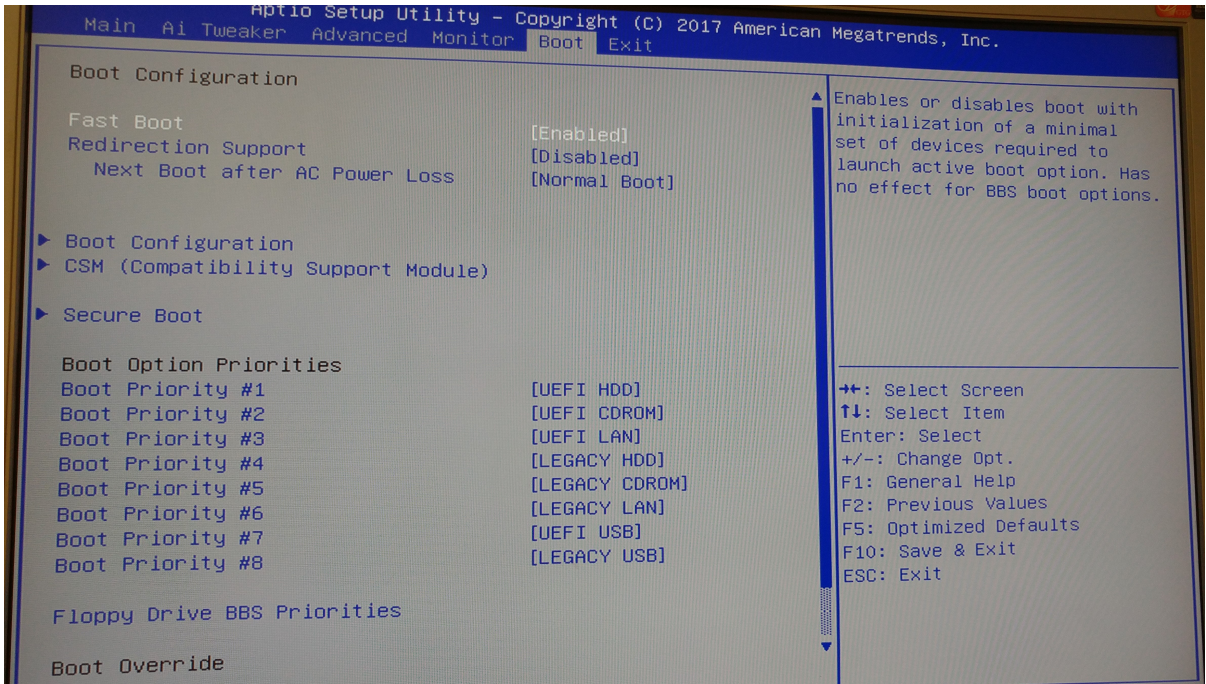 Aptio Setup Utility – Copyright (C) 2017 American Megatrends, Inc.
Main Ai Tweaker Advanced Monitor Boot Exit
Boot Configuration
Fast Boot [Enabled]
Redirection Support [Disabled]
Next Boot after AC Power Loss [Normal Boot]
Boot Configuration
CSM (Compatibility Support Module)
Secure Boot
Boot Option Priorities
Boot Priority #1 [UEFI HDD]
Boot Priority #2 [UEFI CDROM]
Boot Priority #3 [UEFI LAN]
Boot Priority #4 [LEGACY HDD]
Boot Priority #5 [LEGACY CDROM]
Boot Priority #6 [LEGACY LAN]
Boot Priority #7 [UEFI USB]
Boot Priority #8 [LEGACY USB]
Floppy Drive BBS Priorities
Boot Override
Enables or disables boot with
initialization of a minimal
set of devices required to
launch active boot option. Has
no effect for BBS boot options.
→←: Select Screen
↑↓: Select Item
Enter: Select
+/-: Change Opt.
F1: General Help
F2: Previous Values
F5: Optimized Defaults
F10: Save & Exit
ESC: Exit